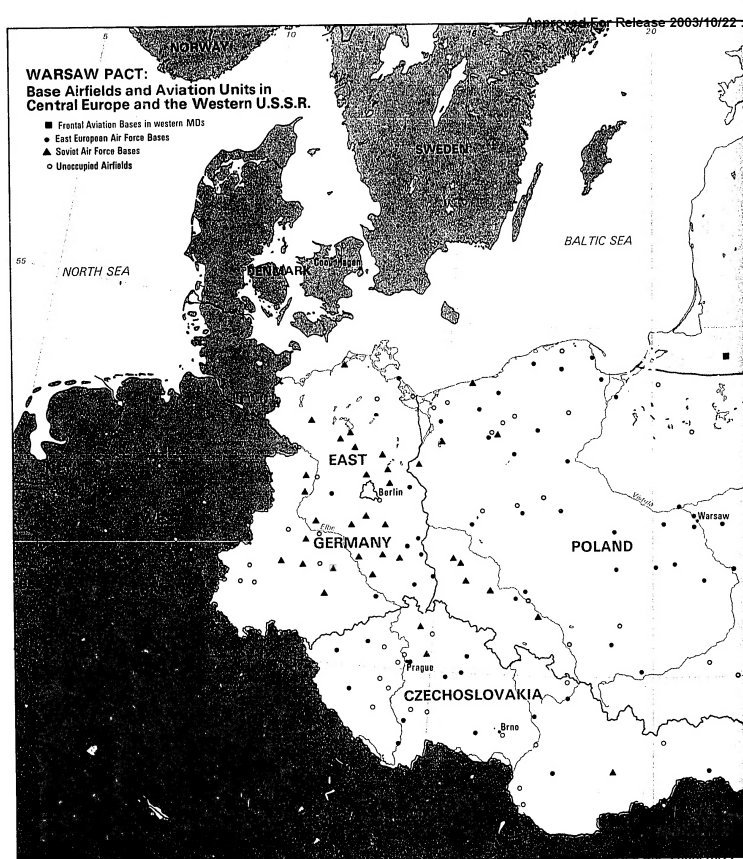 Approved For Release 2003/10/22 :
5
10
20
NORWAY
WARSAW PACT:
Base Airfields and Aviation Units in
Central Europe and the Western U.S.S.R.
■ Frontal Aviation Bases in western MDs
● East European Air Force Bases
▲ Soviet Air Force Bases
○ Unoccupied Airfields
SWEDEN
55
NORTH SEA
BALTIC SEA
DENMARK
Copenhagen
EAST
Berlin
Vistula
Warsaw
Elbe
GERMANY
POLAND
Prague
CZECHOSLOVAKIA
Brno